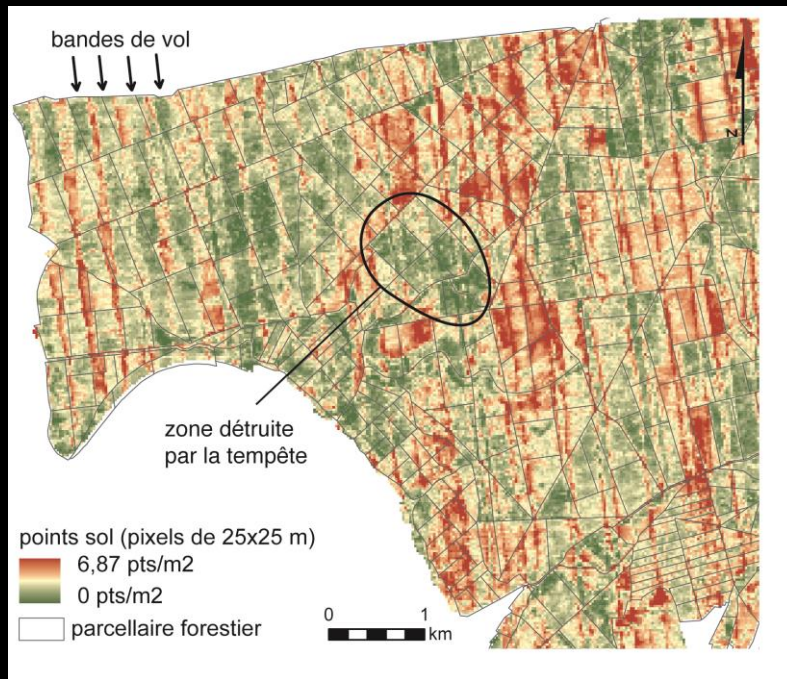 bandes de vol
N
zone détruite
par la tempête
points sol (pixels de 25x25 m)
6,87 pts/m2
0 pts/m2
parcellaire forestier
0 1
km